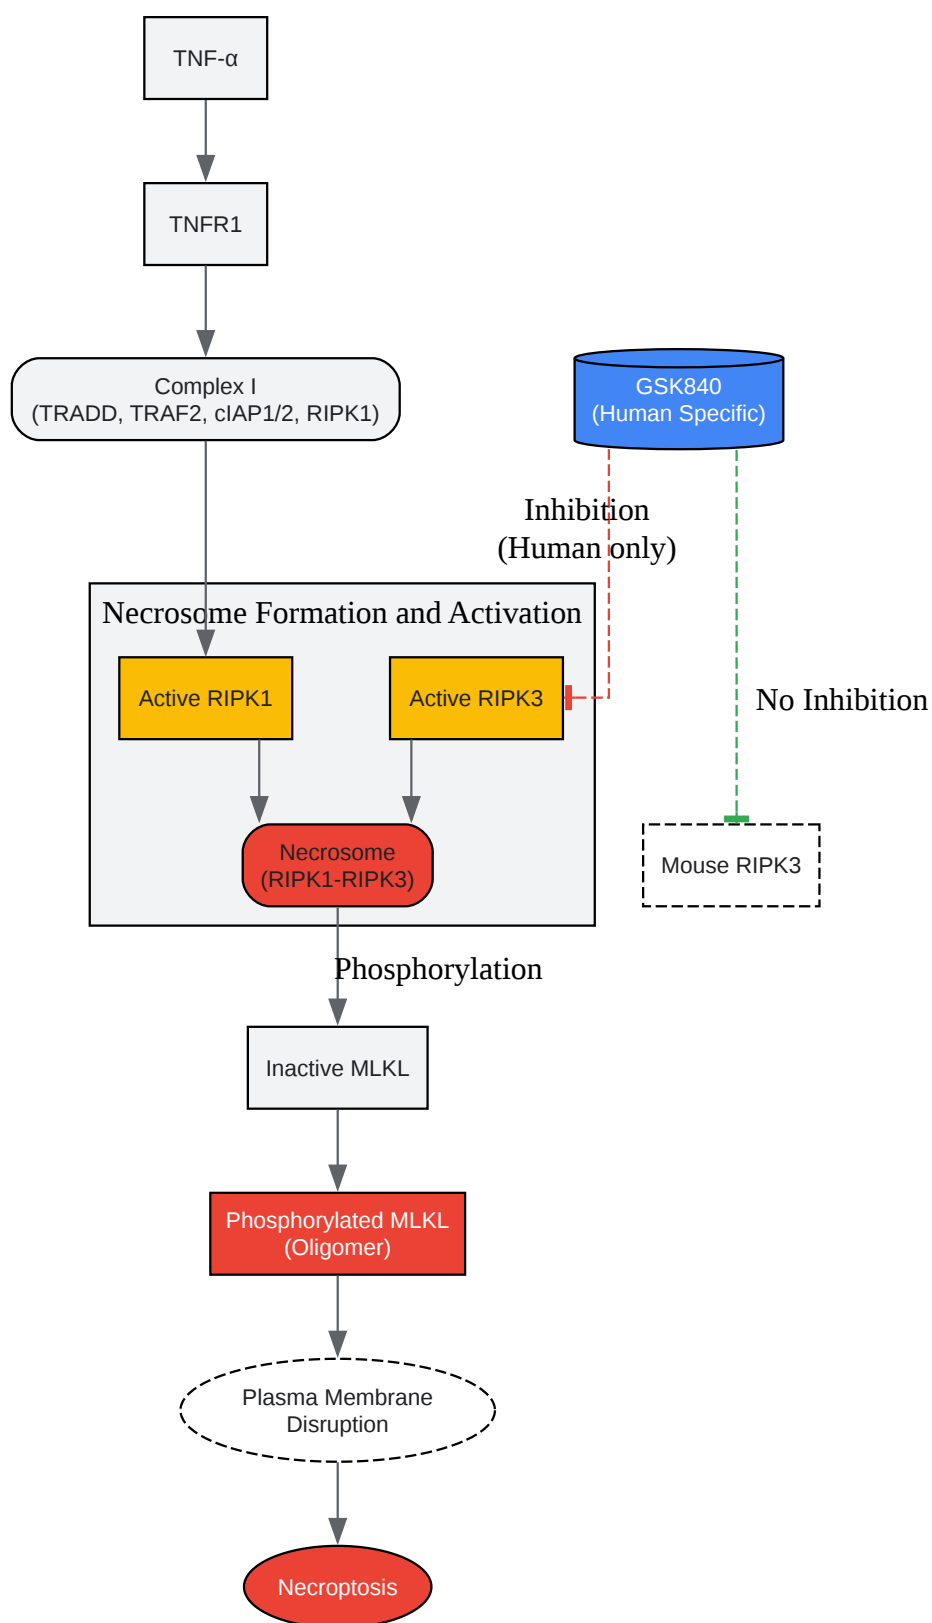 TNF-α
TNFR1
Complex I
(TRADD, TRAF2, cIAP1/2, RIPK1)
GSK840
(Human Specific)
Inhibition
(Human only)
Necrosome Formation and Activation
Active RIPK1
Active RIPK3
No Inhibition
Necrosome
(RIPK1-RIPK3)
Mouse RIPK3
Phosphorylation
Inactive MLKL
Phosphorylated MLKL
(Oligomer)
Plasma Membrane
Disruption
Necroptosis